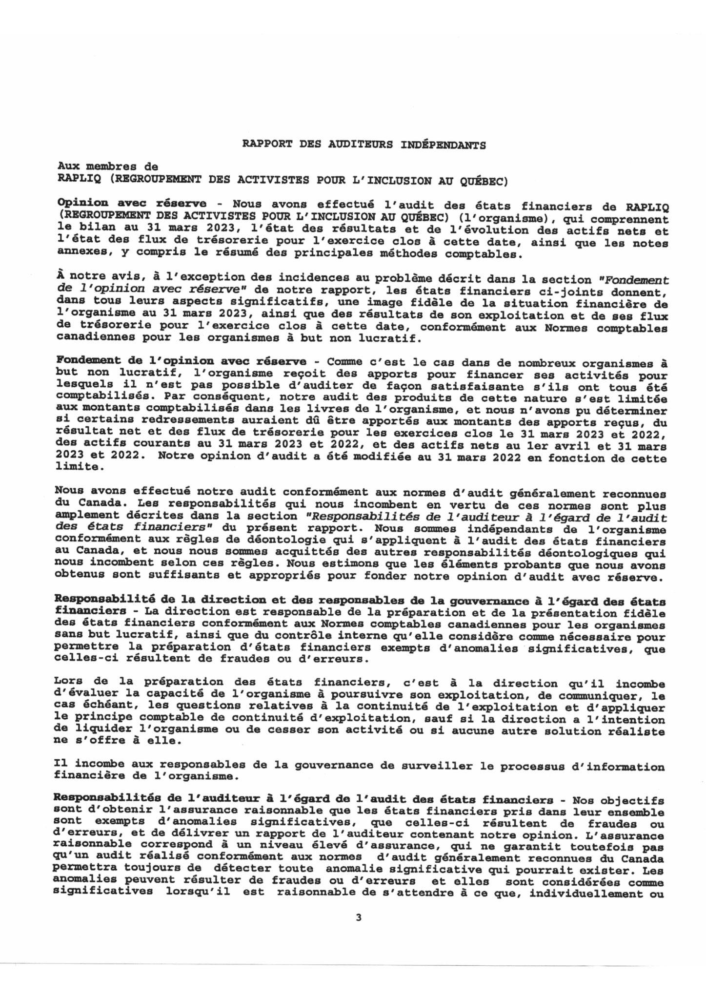 RAPPORT DES AUDITEURS INDÉPENDANTS
Aux membres de
RAPLIQ (REGROUPEMENT DES ACTIVISTES POUR L'INCLUSION AU QUÉBEC)
Opinion avec réserve - Nous avons effectué l'audit des états financiers de RAPLIQ
(REGROUPEMENT DES ACTIVISTES POUR L'INCLUSION AU QUÉBEC) (l'organisme), qui comprennent
le bilan au 31 mars 2023, l'état des résultats et de l'évolution des actifs nets et
l'état des flux de trésorerie pour l'exercice clos à cette date, ainsi que les notes
annexes, y compris le résumé des principales méthodes comptables.
À notre avis, à l'exception des incidences au problème décrit dans la section "Fondement
de l'opinion avec réserve" de notre rapport, les états financiers ci-joints donnent,
dans tous leurs aspects significatifs, une image fidèle de la situation financière de
l'organisme au 31 mars 2023, ainsi que des résultats de son exploitation et de ses flux
de trésorerie pour l'exercice clos à cette date, conformément aux Normes comptables
canadiennes pour les organismes à but non lucratif.
Fondement de l'opinion avec réserve - Comme c'est le cas dans de nombreux organismes à
but non lucratif, l'organisme reçoit des apports pour financer ses activités pour
lesquels il n'est pas possible d'auditer de façon satisfaisante s'ils ont tous été
comptabilisés. Par conséquent, notre audit des produits de cette nature s'est limitée
aux montants comptabilisés dans les livres de l'organisme, et nous n'avons pu déterminer
si certains redressements auraient dû être apportés aux montants des apports reçus, du
résultat net et des flux de trésorerie pour les exercices clos le 31 mars 2023 et 2022,
des actifs courants au 31 mars 2023 et 2022, et des actifs nets au 1er avril et 31 mars
2023 et 2022. Notre opinion d'audit a été modifiée au 31 mars 2022 en fonction de cette
limite.
Nous avons effectué notre audit conformément aux normes d'audit généralement reconnues
du Canada. Les responsabilités qui nous incombent en vertu de ces normes sont plus
amplement décrites dans la section "Responsabilités de l'auditeur à l'égard de l'audit
des états financiers" du présent rapport. Nous sommes indépendants de l'organisme
conformément aux règles de déontologie qui s'appliquent à l'audit des états financiers
au Canada, et nous nous sommes acquittés des autres responsabilités déontologiques qui
nous incombent selon ces règles. Nous estimons que les éléments probants que nous avons
obtenus sont suffisants et appropriés pour fonder notre opinion d'audit avec réserve.
Responsabilité de la direction et des responsables de la gouvernance à l'égard des états
financiers - La direction est responsable de la préparation et de la présentation fidèle
des états financiers conformément aux Normes comptables canadiennes pour les organismes
sans but lucratif, ainsi que du contrôle interne qu'elle considère comme nécessaire pour
permettre la préparation d'états financiers exempts d'anomalies significatives, que
celles-ci résultent de fraudes ou d'erreurs.
Lors de la préparation des états financiers, c'est à la direction qu'il incombe
d'évaluer la capacité de l'organisme à poursuivre son exploitation, de communiquer, le
cas échéant, les questions relatives à la continuité de l'exploitation et d'appliquer
le principe comptable de continuité d'exploitation, sauf si la direction a l'intention
de liquider l'organisme ou de cesser son activité ou si aucune autre solution réaliste
ne s'offre à elle.
Il incombe aux responsables de la gouvernance de surveiller le processus d'information
financière de l'organisme.
Responsabilités de l'auditeur à l'égard de l'audit des états financiers - Nos objectifs
sont d'obtenir l'assurance raisonnable que les états financiers pris dans leur ensemble
sont exempts d'anomalies significatives, que celles-ci résultent de fraudes ou
d'erreurs, et de délivrer un rapport de l'auditeur contenant notre opinion. L'assurance
raisonnable correspond à un niveau élevé d'assurance, qui ne garantit toutefois pas
qu'un audit réalisé conformément aux normes d'audit généralement reconnues du Canada
permettra toujours de détecter toute anomalie significative qui pourrait exister. Les
anomalies peuvent résulter de fraudes ou d'erreurs et elles sont considérées comme
significatives lorsqu'il est raisonnable de s'attendre à ce que, individuellement ou
3